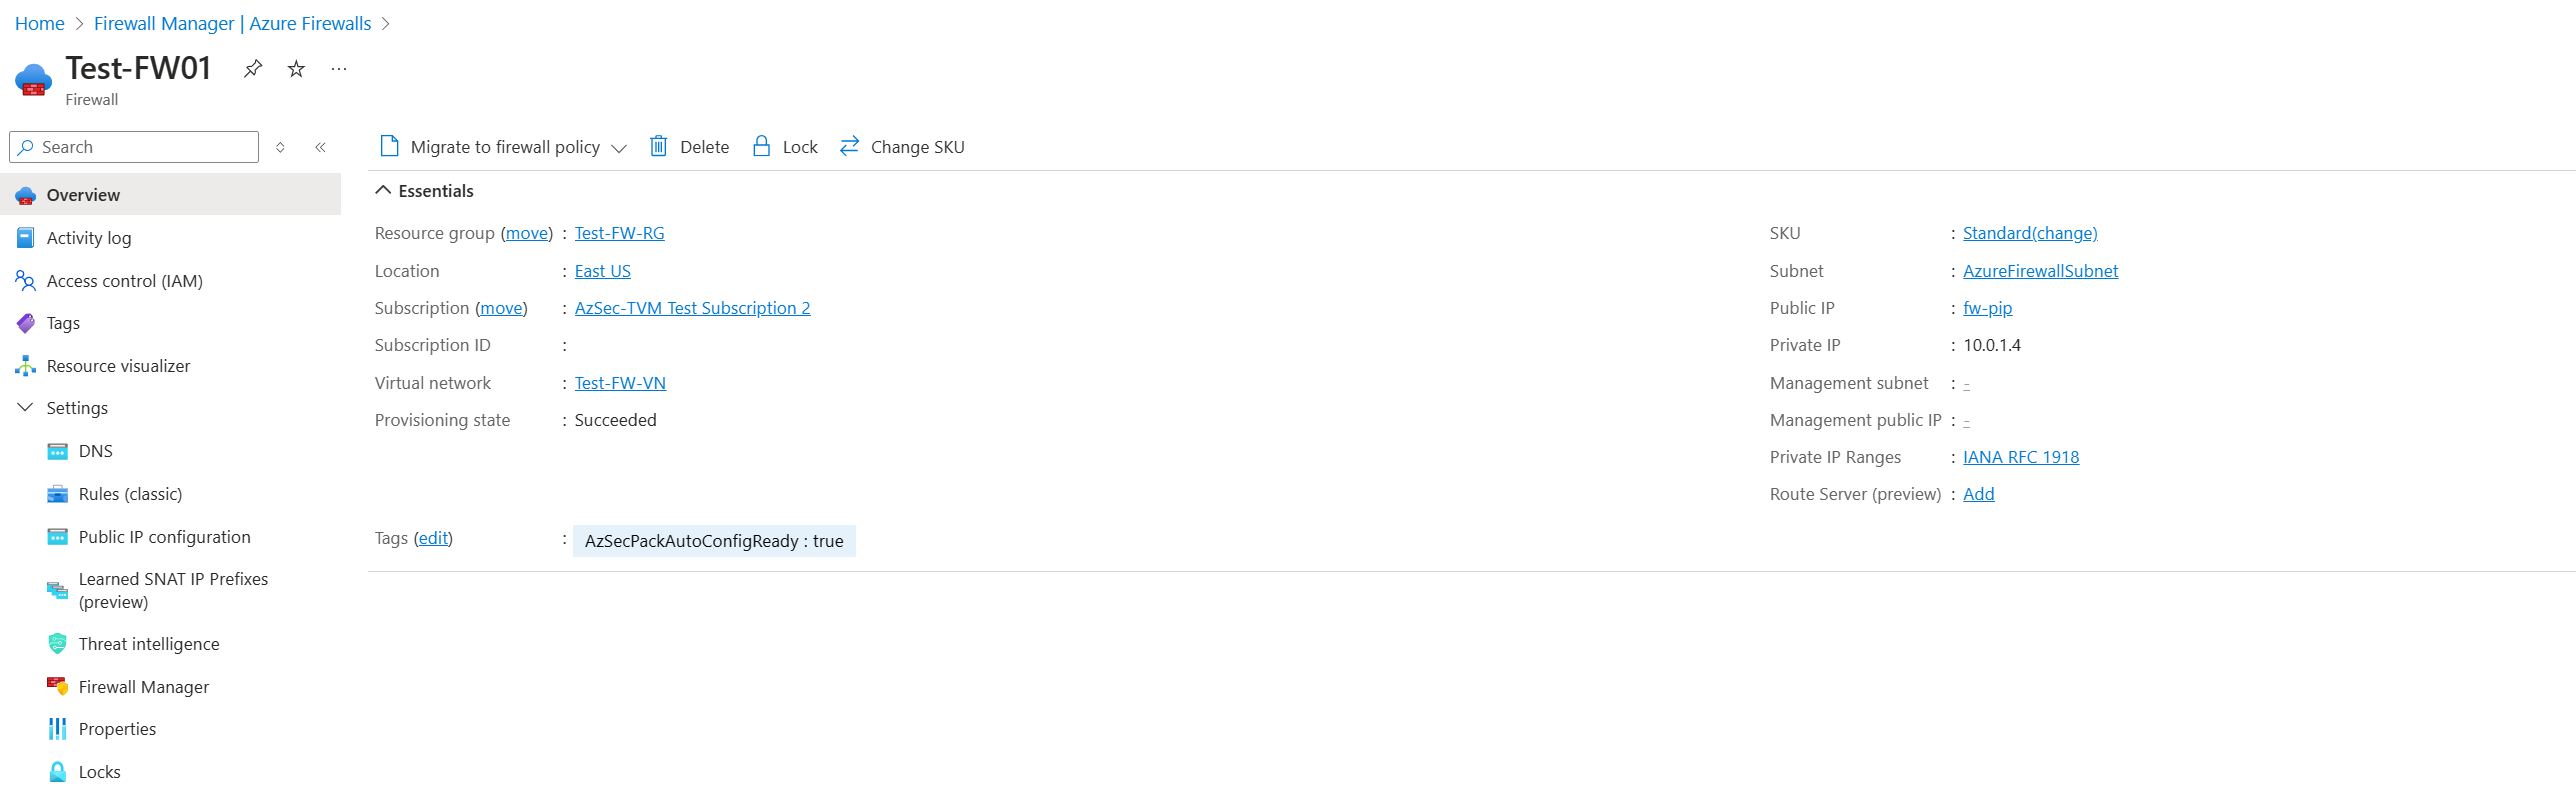 Home > Firewall Manager | Azure Firewalls >
Test-FW01 ...
Firewall
Search
Overview
Activity log
Access control (IAM)
Tags
Resource visualizer
Settings
DNS
Rules (classic)
Public IP configuration
Learned SNAT IP Prefixes
(preview)
Threat intelligence
Firewall Manager
Properties
Locks
Migrate to firewall policy Delete Lock Change SKU
Essentials
Resource group (move) : Test-FW-RG
Location : East US
Subscription (move) : AzSec-TVM Test Subscription 2
Subscription ID :
Virtual network : Test-FW-VN
Provisioning state : Succeeded
SKU : Standard(change)
Subnet : AzureFirewallSubnet
Public IP : fw-pip
Private IP : 10.0.1.4
Management subnet : -
Management public IP : -
Private IP Ranges : IANA RFC 1918
Route Server (preview) : Add
Tags (edit) : AzSecPackAutoConfigReady : true